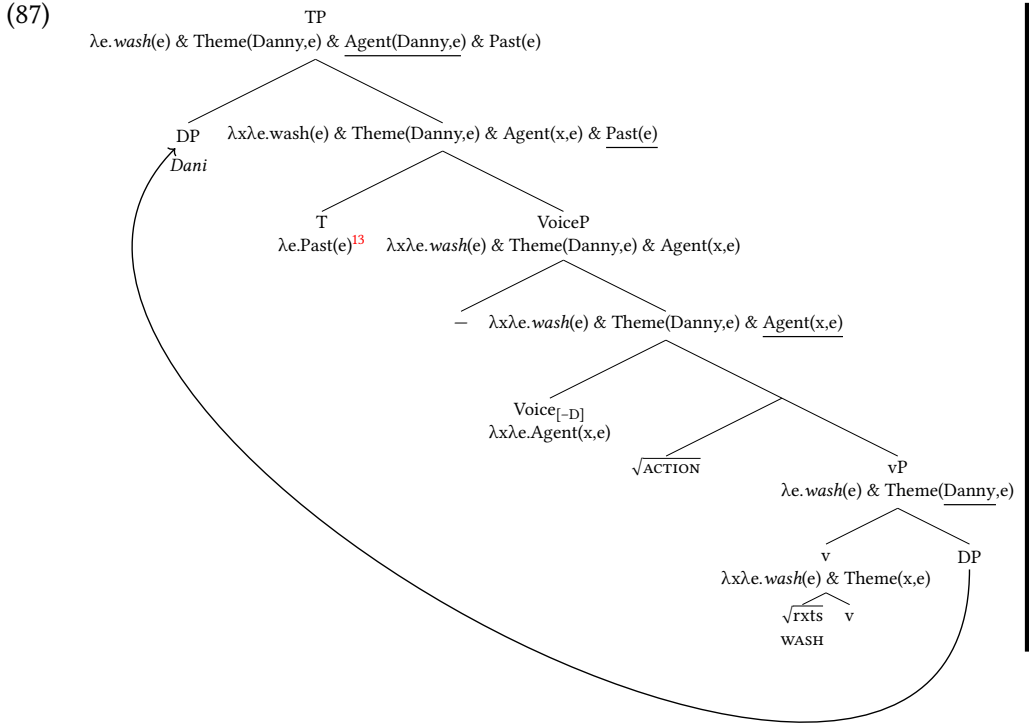 (87)
TP
λe.wash(e) & Theme(Danny,e) & Agent(Danny,e) & Past(e)
DP
Dani
λxλe.wash(e) & Theme(Danny,e) & Agent(x,e) & Past(e)
T
λe.Past(e)13
VoiceP
λxλe.wash(e) & Theme(Danny,e) & Agent(x,e)
– λxλe.wash(e) & Theme(Danny,e) & Agent(x,e)
Voice[–D]
λxλe.Agent(x,e)
√ACTION
vP
λe.wash(e) & Theme(Danny,e)
v
λxλe.wash(e) & Theme(x,e)
DP
√rxts v
WASH